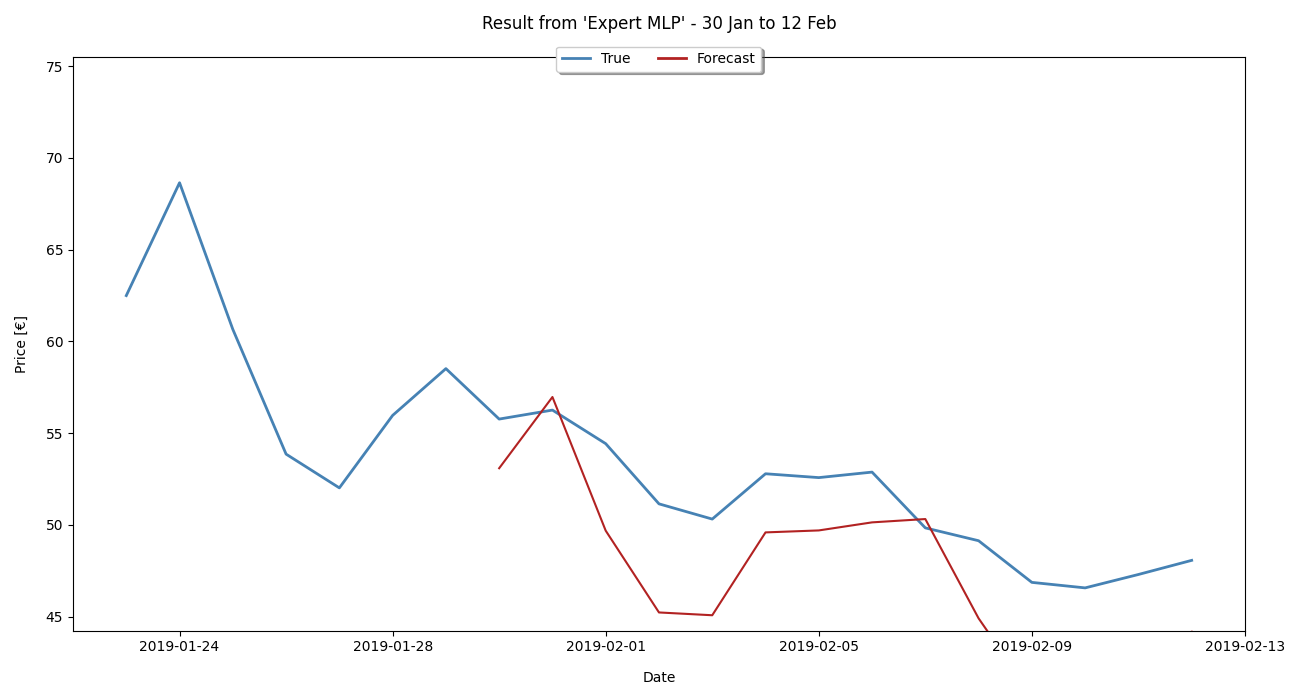 Result from 'Expert MLP' - 30 Jan to 12 Feb
True Forecast
75
70
65
60
55
50
45
Price [€]
2019-01-24 2019-01-28 2019-02-01 2019-02-05 2019-02-09 2019-02-13
Date